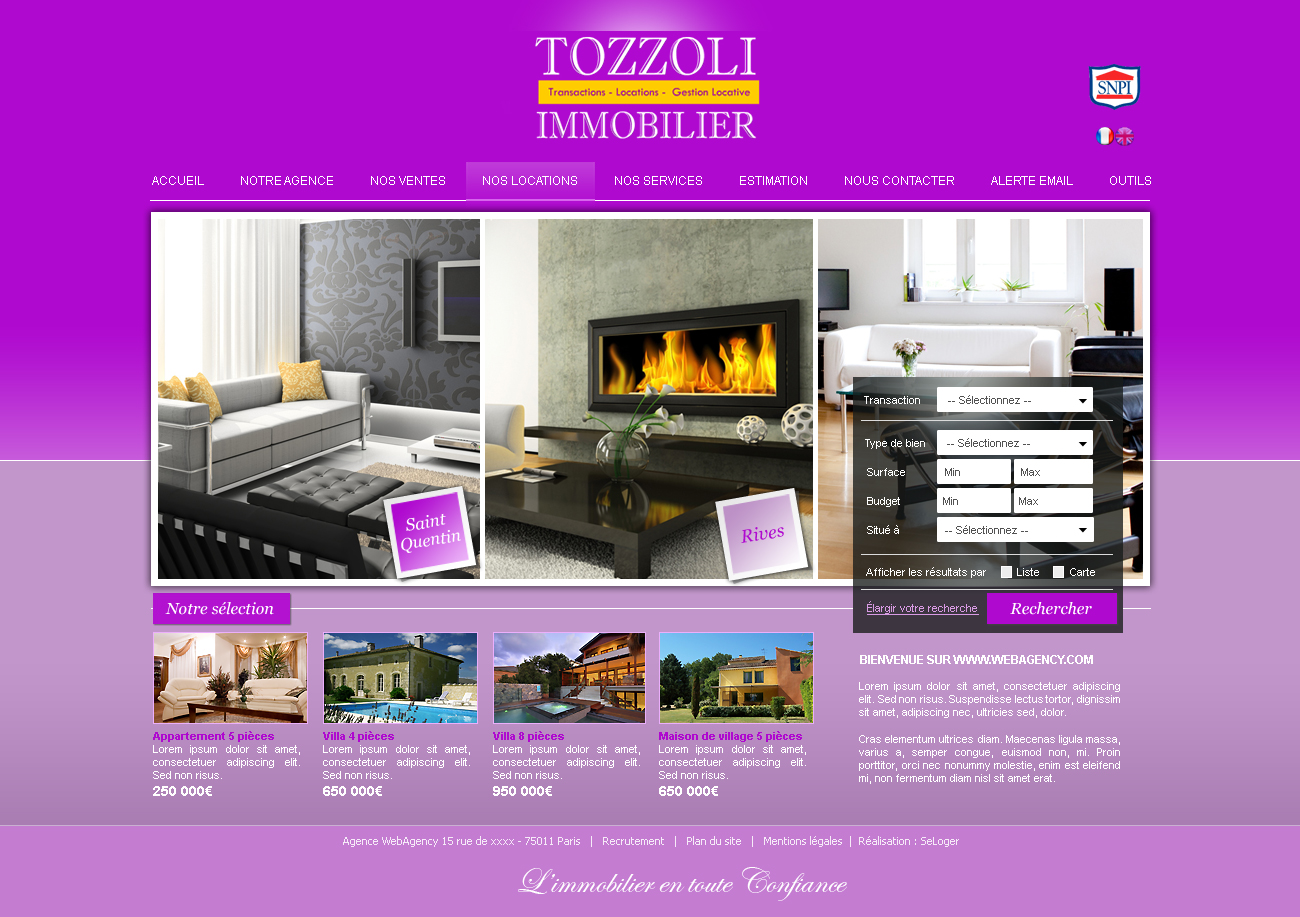 TOZZOLI
Transactions - Locations - Gestion Locative
IMMOBILIER
SNPI
ACCUEIL NOTRE AGENCE NOS VENTES NOS LOCATIONS NOS SERVICES ESTIMATION NOUS CONTACTER ALERTE EMAIL OUTILS
Saint
Quentin
Rives
Transaction -- Sélectionnez --
Type de bien -- Sélectionnez --
Surface Min Max
Budget Min Max
Situé à -- Sélectionnez --
Afficher les résultats par Liste Carte
Élargir votre recherche Rechercher
Notre sélection
Appartement 5 pièces
Lorem ipsum dolor sit amet,
consectetuer adipiscing elit.
Sed non risus.
250 000€
Villa 4 pièces
Lorem ipsum dolor sit amet,
consectetuer adipiscing elit.
Sed non risus.
650 000€
Villa 8 pièces
Lorem ipsum dolor sit amet,
consectetuer adipiscing elit.
Sed non risus.
950 000€
Maison de village 5 pièces
Lorem ipsum dolor sit amet,
consectetuer adipiscing elit.
Sed non risus.
650 000€
BIENVENUE SUR WWW.WEBAGENCY.COM
Lorem ipsum dolor sit amet, consectetuer adipiscing
elit. Sed non risus. Suspendisse lectus tortor, dignissim
sit amet, adipiscing nec, ultricies sed, dolor.
Cras elementum ultrices diam. Maecenas ligula massa,
varius a, semper congue, euismod non, mi. Proin
porttitor, orci nec nonummy molestie, enim est eleifend
mi, non fermentum diam nisl sit amet erat.
Agence WebAgency 15 rue de xxxx - 75011 Paris | Recrutement | Plan du site | Mentions légales | Réalisation : SeLoger
L'immobilier en toute Confiance